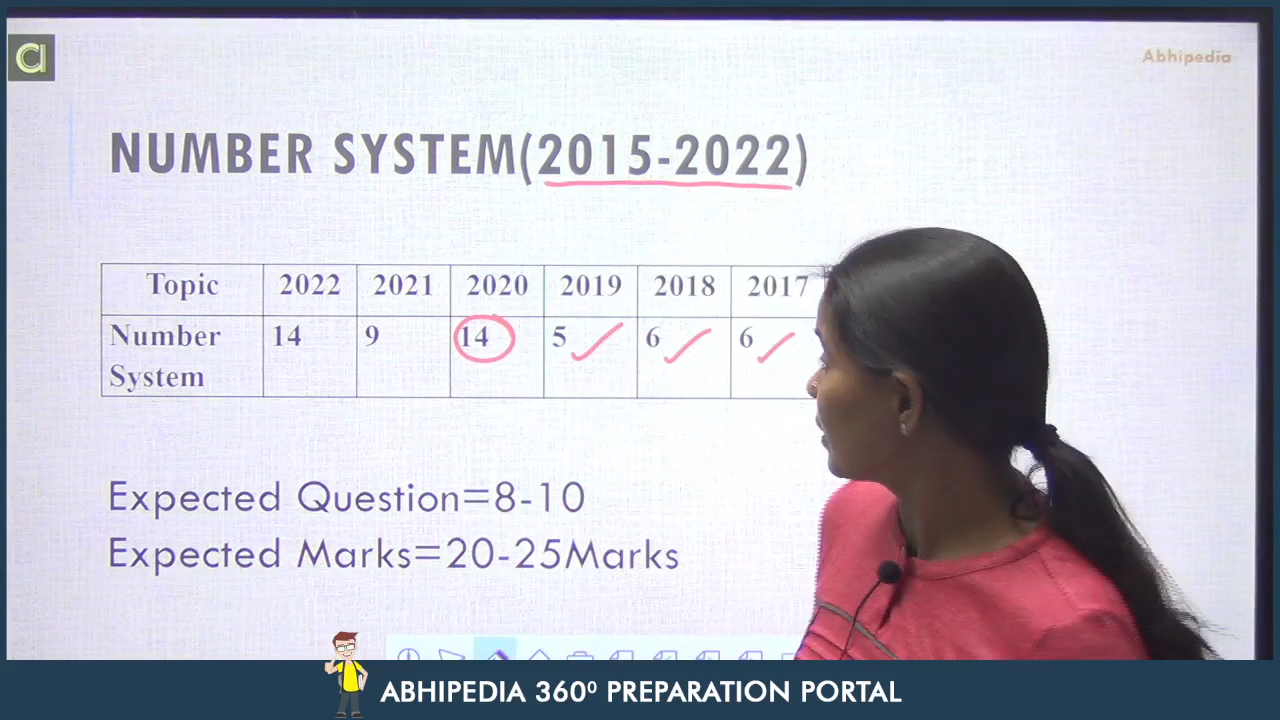 a
Abhipedia
NUMBER SYSTEM(2015-2022)
Topic 2022 2021 2020 2019 2018 2017
Number System 14 9 14 5 6 6
Expected Question=8-10
Expected Marks=20-25Marks
ABHIPEDIA 360⁰ PREPARATION PORTAL